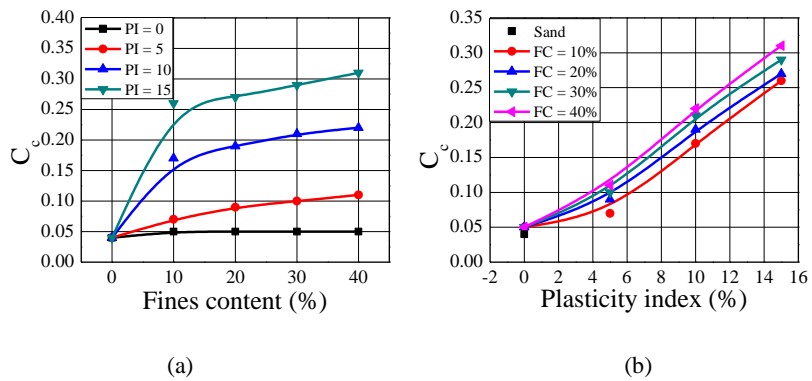 0.40
0.35
0.30
0.25
0.20
0.15
0.10
0.05
0.00
C_c
PI = 0
PI = 5
PI = 10
PI = 15
0 10 20 30 40
Fines content (%)
(a)
0.35
0.30
0.25
0.20
0.15
0.10
0.05
0.00
C_c
Sand
FC = 10%
FC = 20%
FC = 30%
FC = 40%
-2 0 2 4 6 8 10 12 14 16
Plasticity index (%)
(b)